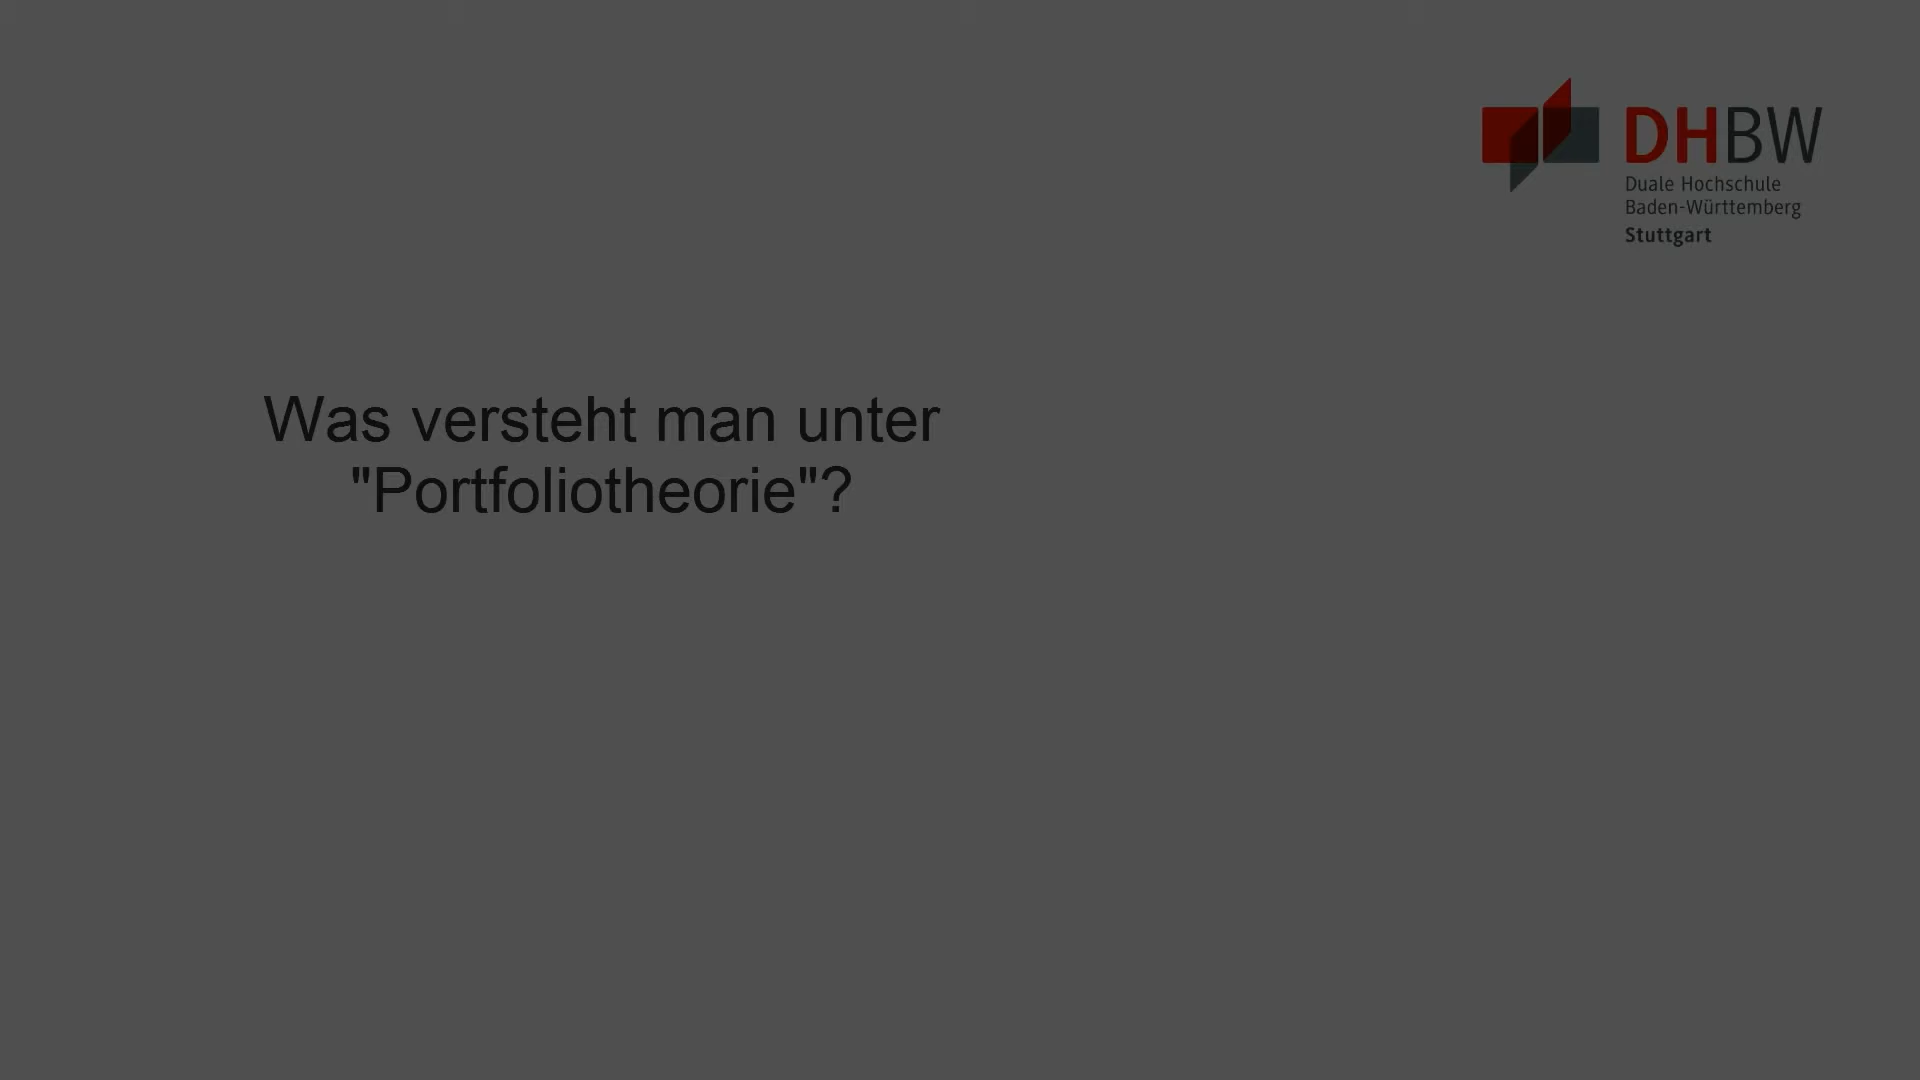 DHBW
Duale Hochschule
Baden-Württemberg
Stuttgart
Was versteht man unter
"Portfoliotheorie"?